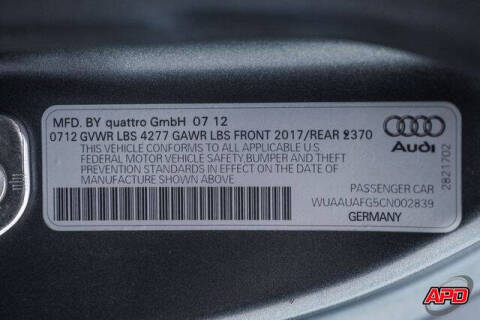 MFD. BY quattro GmbH 07 12
0712 GVWR LBS 4277 GAWR LBS FRONT 2017/REAR 2370
THIS VEHICLE CONFORMS TO ALL APPLICABLE U.S
FEDERAL MOTOR VEHICLE SAFETY,BUMPER AND THEFT
PREVENTION STANDARDS IN EFFECT ON THE DATE OF
MANUFACTURE SHOWN ABOVE
Audi
2821702
PASSENGER CAR
WUAAUAFG5CN002839
GERMANY
APD